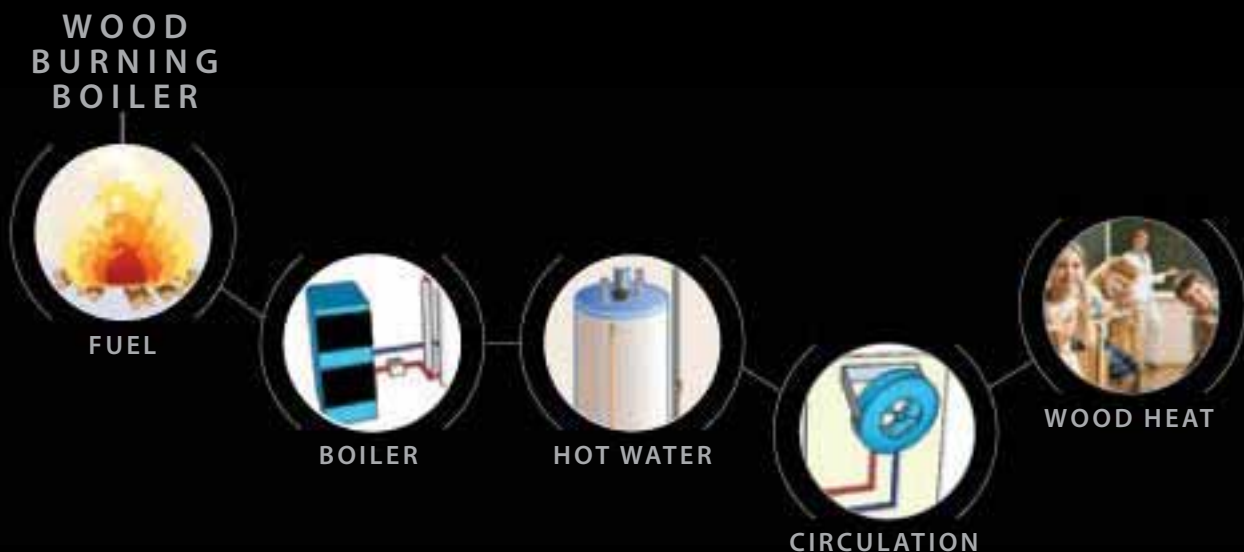 WOOD
BURNING
BOILER
FUEL
BOILER
HOT WATER
CIRCULATION
WOOD HEAT